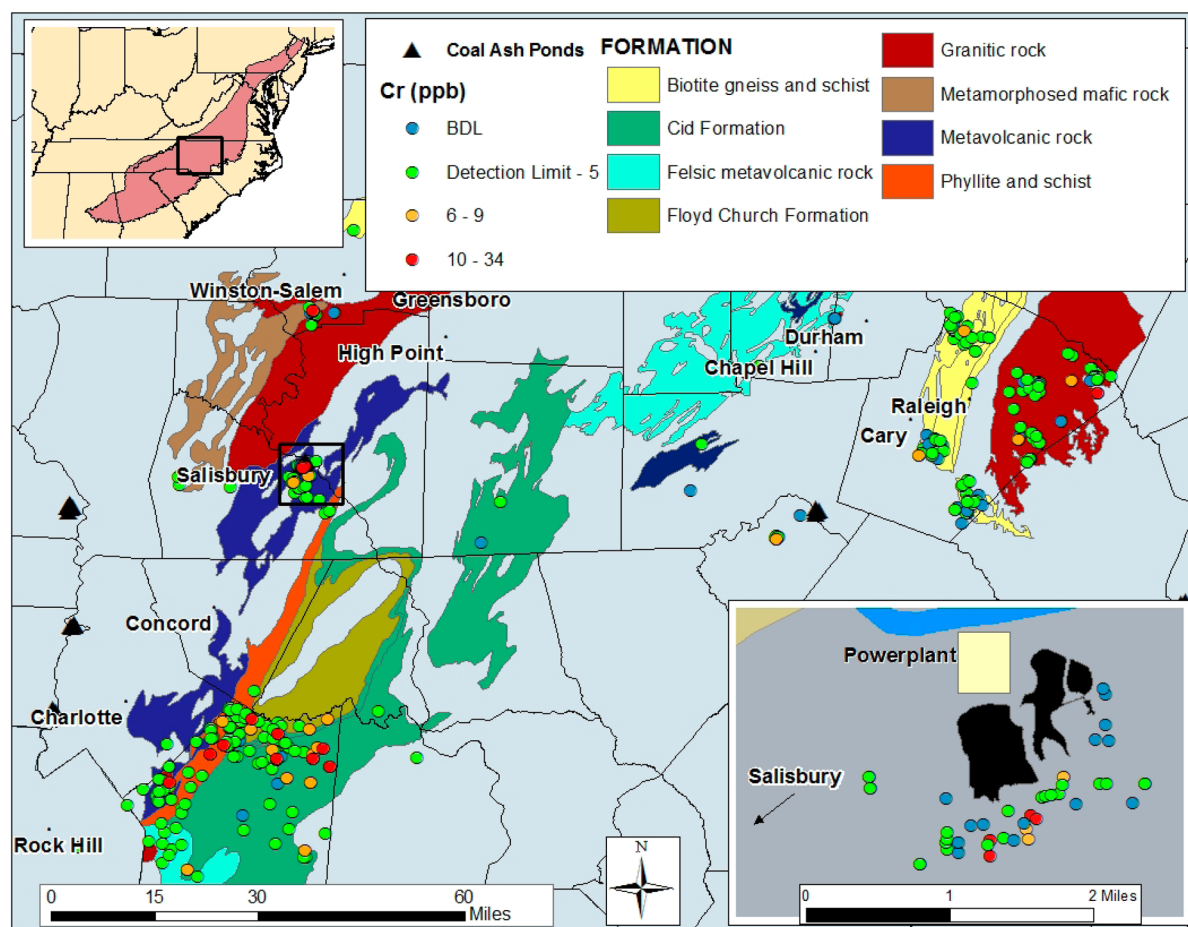 Coal Ash Ponds
Cr (ppb)
BDL
Detection Limit - 5
6 - 9
10 - 34
FORMATION
Biotite gneiss and schist
Cid Formation
Felsic metavolcanic rock
Floyd Church Formation
Granitic rock
Metamorphosed mafic rock
Metavolcanic rock
Phyllite and schist
Winston-Salem
Greensboro
High Point
Durham
Chapel Hill
Raleigh
Cary
Salisbury
Concord
Charlotte
Rock Hill
Powerplant
Salisbury
N
0 15 30 60
Miles
0 1 2 Miles